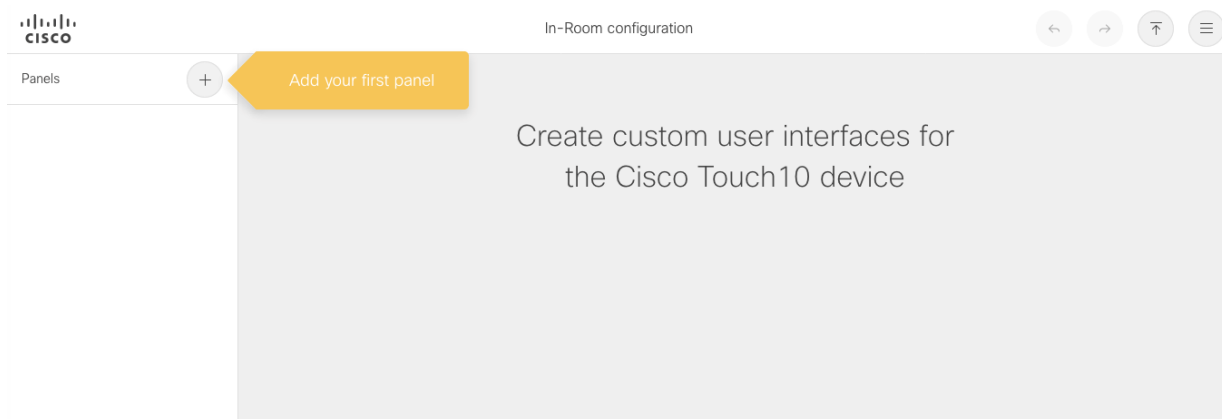 CISCO
In-Room configuration
Panels
Add your first panel
Create custom user interfaces for
the Cisco Touch10 device